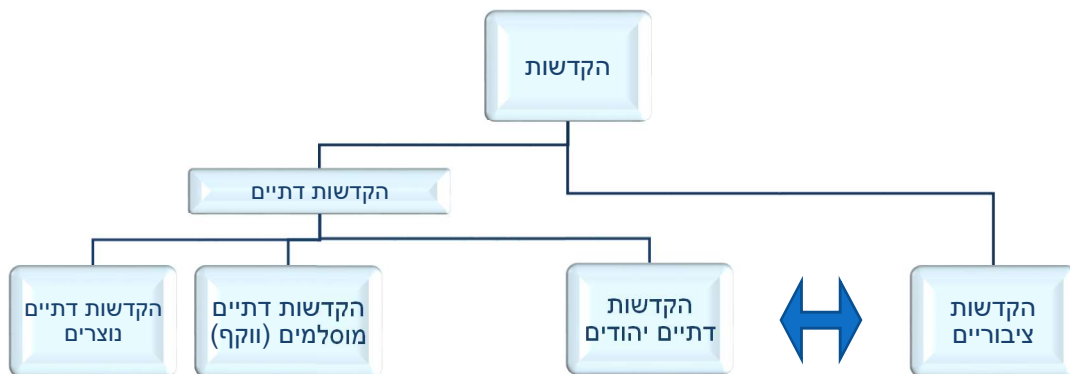 הקדשות
הקדשות דתיים
הקדשות
ציבוריים
הקדשות
דתיים יהודים
הקדשות דתיים
מוסלמים (ווקף)
הקדשות דתיים
נוצרים